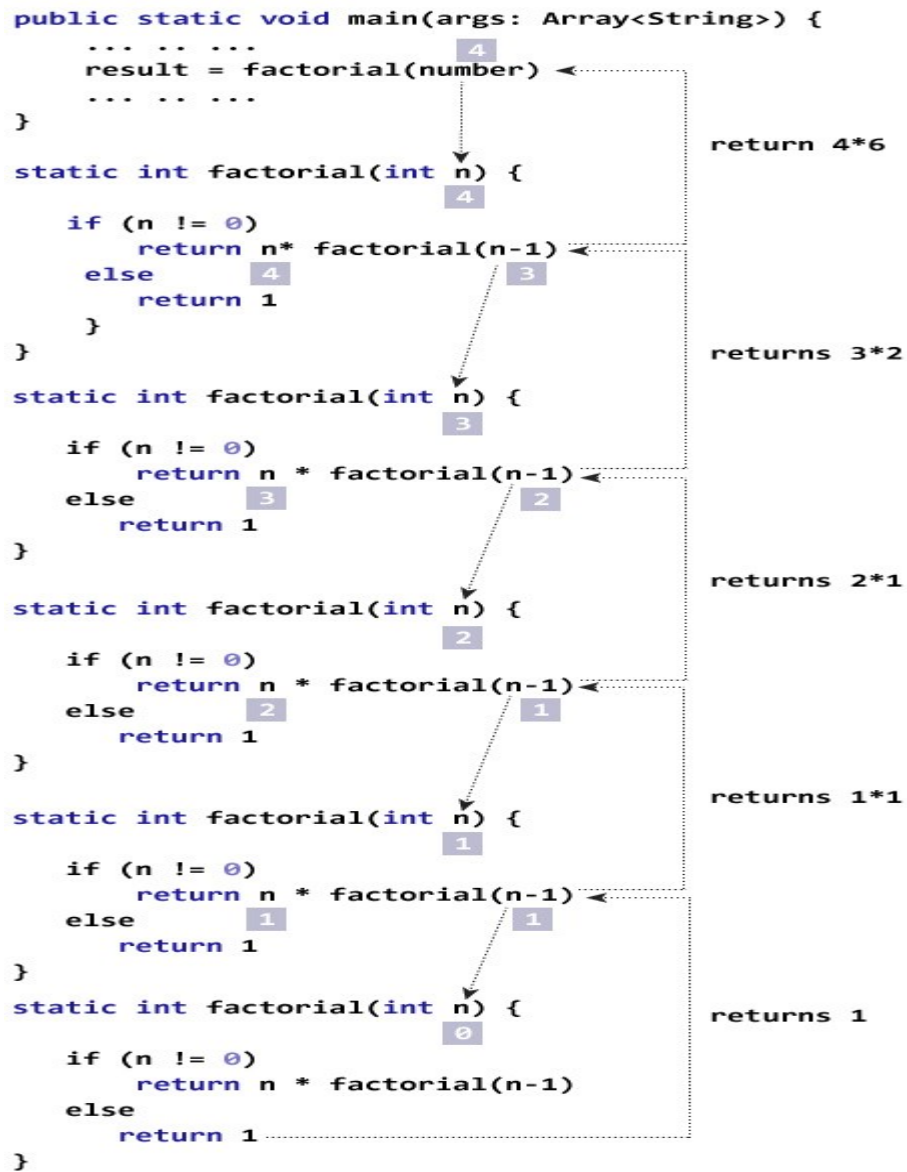 public static void main(args: Array<String>) {
... .. ...
4
result = factorial(number)
... .. ...
}
return 4*6
static int factorial(int n) {
4
if (n != 0)
return n* factorial(n-1)
else 4 3
return 1
}
}
returns 3*2
static int factorial(int n) {
3
if (n != 0)
return n * factorial(n-1)
else 3 2
return 1
}
returns 2*1
static int factorial(int n) {
2
if (n != 0)
return n * factorial(n-1)
else 2 1
return 1
}
returns 1*1
static int factorial(int n) {
1
if (n != 0)
return n * factorial(n-1)
else 1 1
return 1
}
static int factorial(int n) {
returns 1
0
if (n != 0)
return n * factorial(n-1)
else
return 1
}